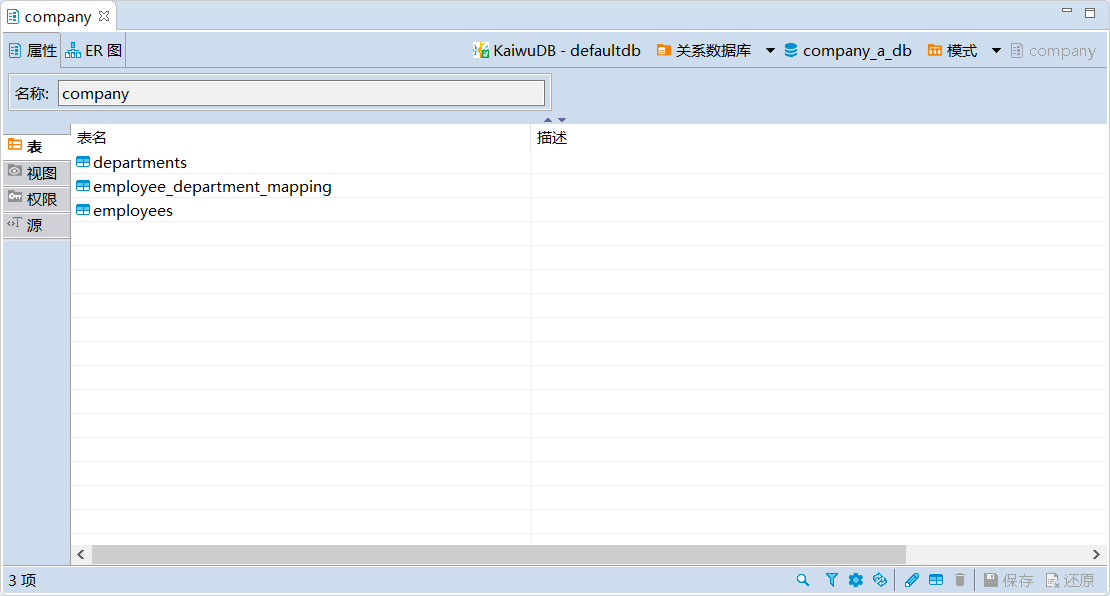 company
属性 ER 图 KaiwuDB - defaultdb 关系数据库 company_a_db 模式 company
名称: company
表名 描述
表
departments
视图
employee_department_mapping
权限
employees
源
3 项 保存 还原